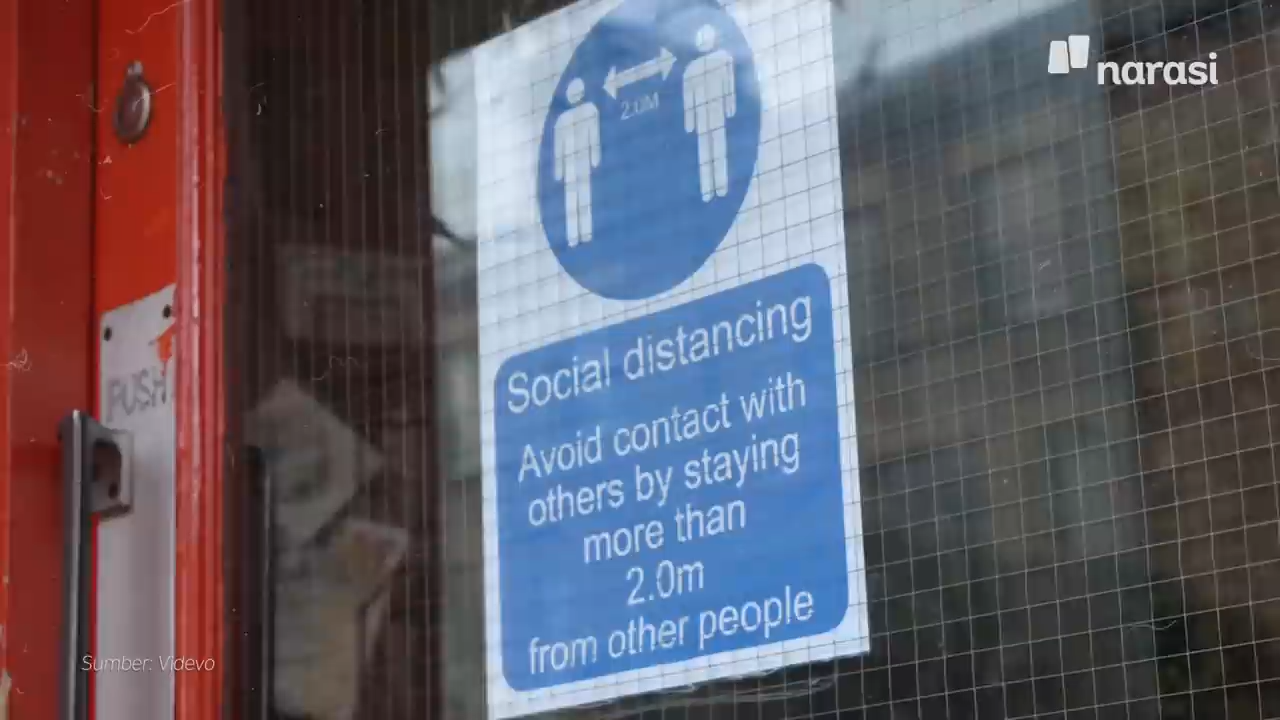 narasi
2.0M
Social distancing
Avoid contact with
others by staying
more than
2.0m
from other people
PUSH
Sumber: Videvo